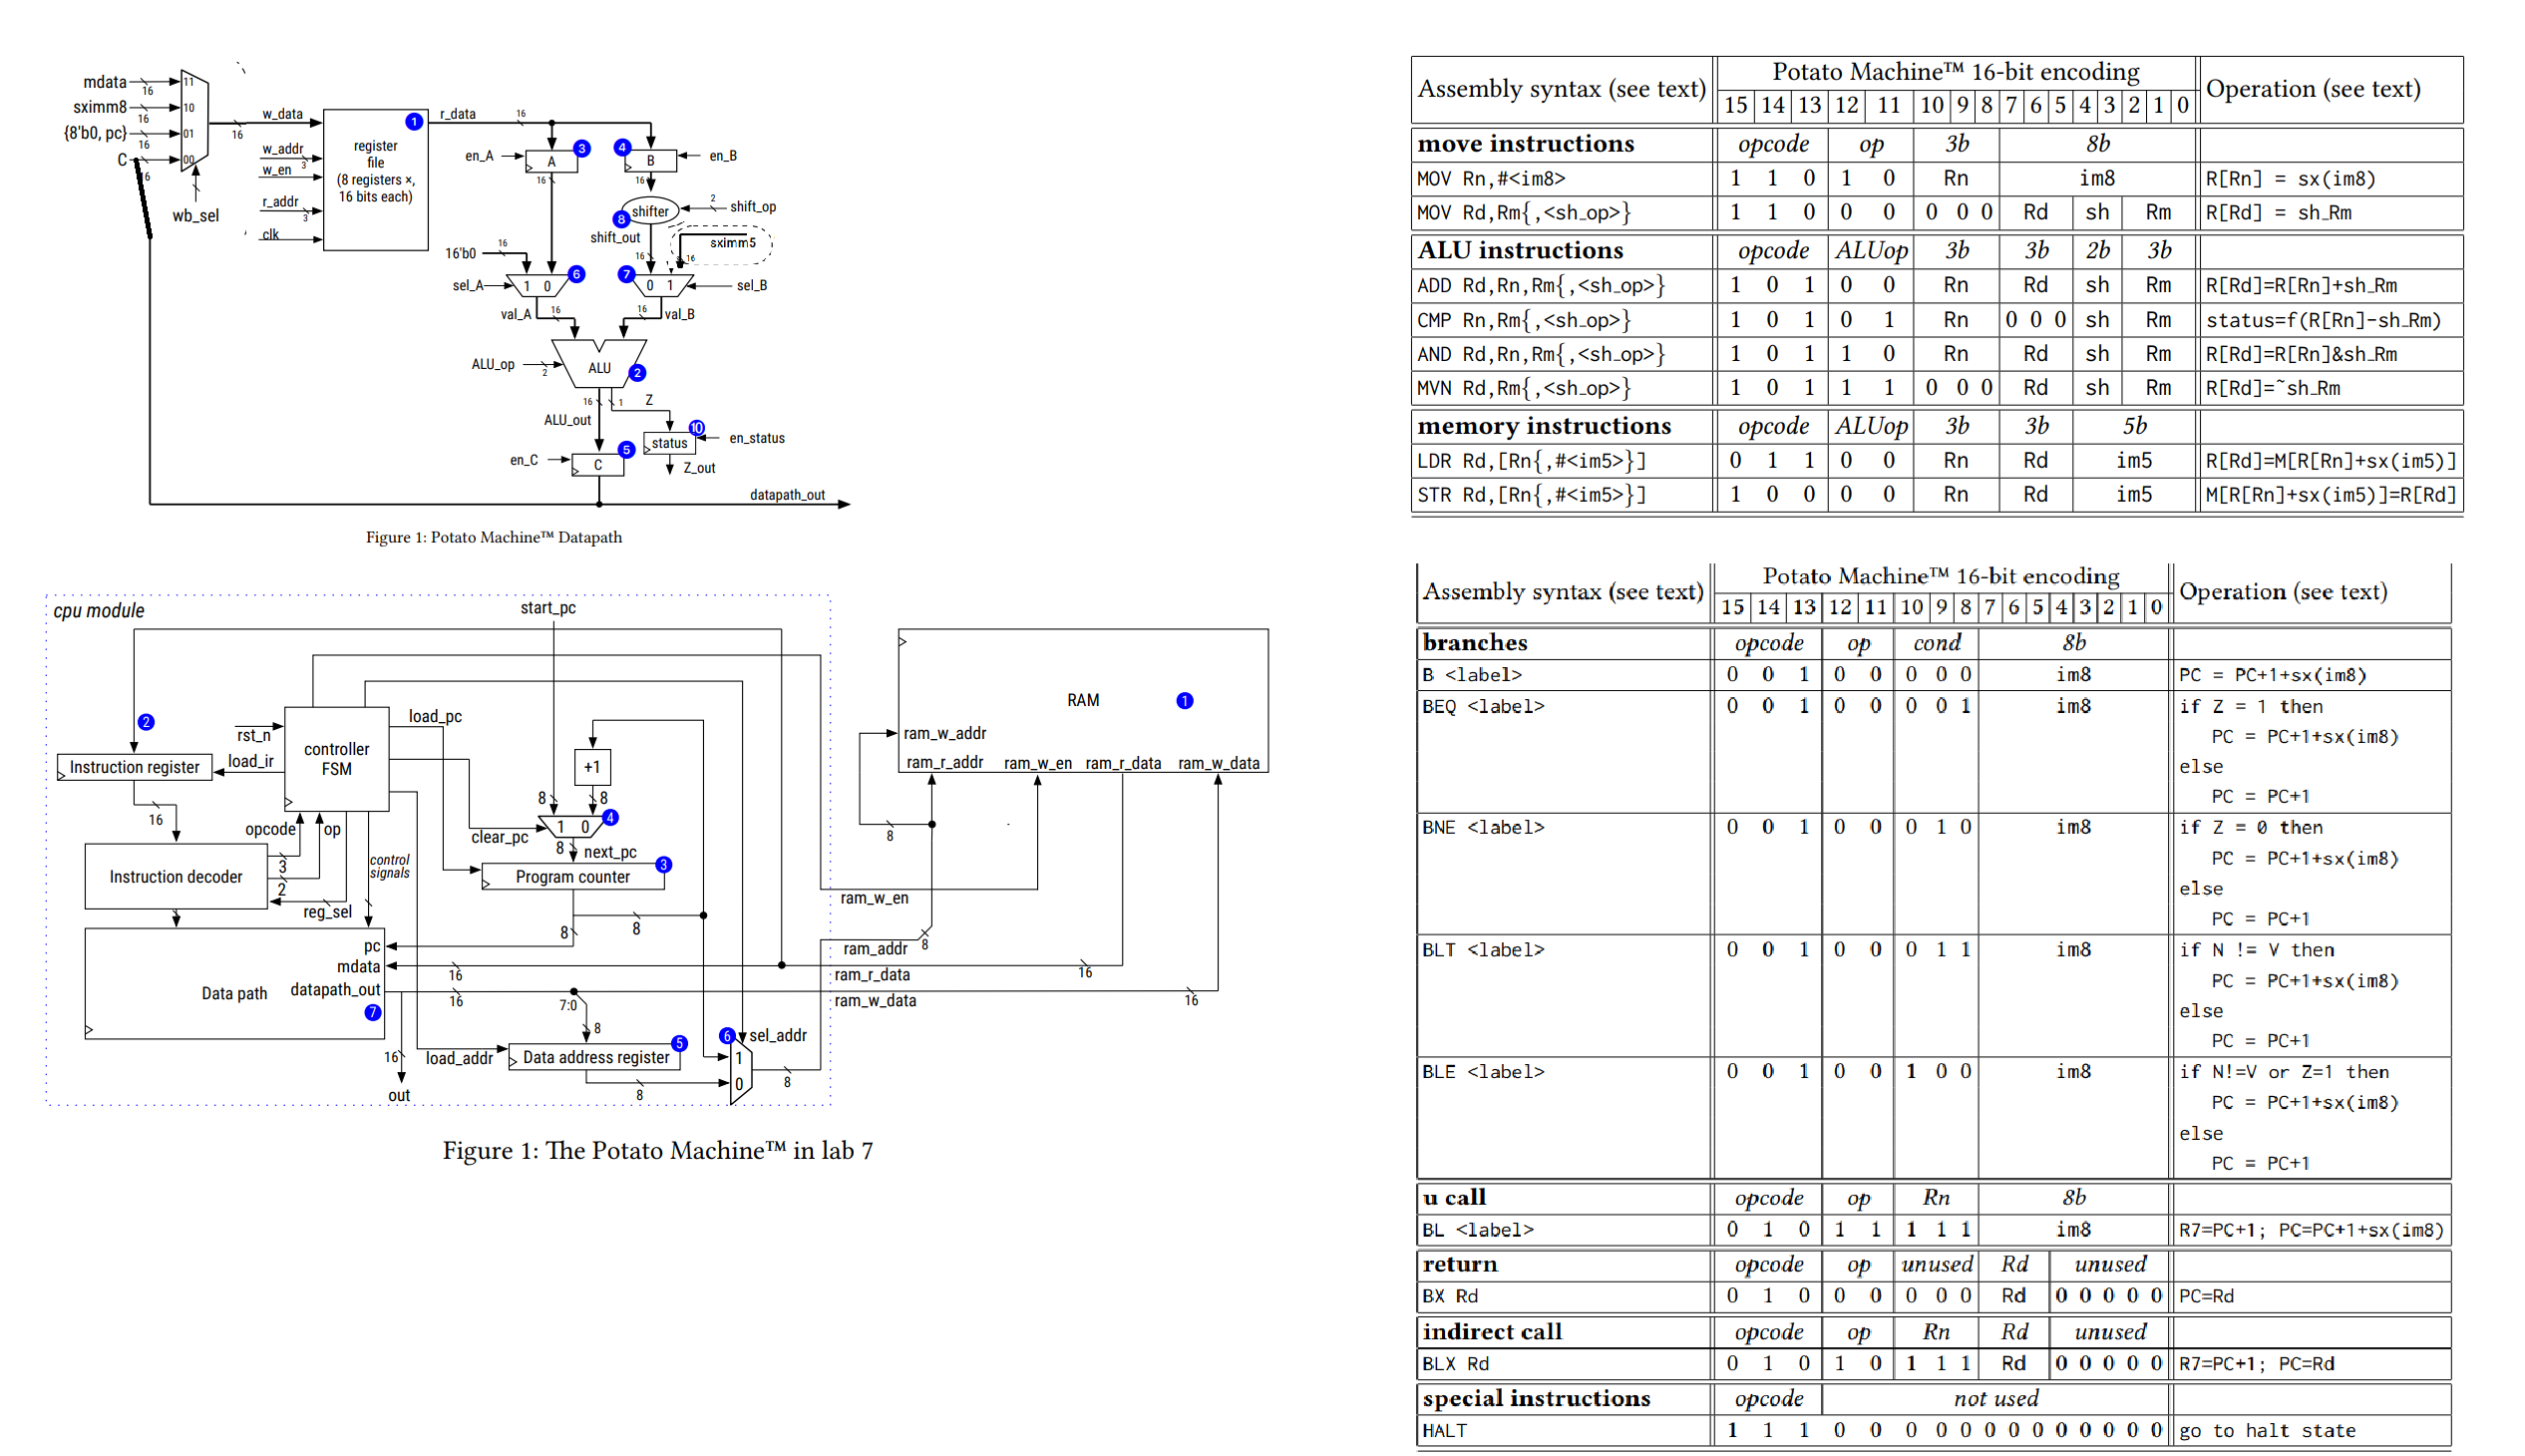 mdata 16 11
sximm8 16 10
{8'b0, pc} 16 01
C 16 00
16
wb_sel
w_data
w_addr 3
w_en
r_addr 3
clk
register
file
(8 registers ×,
16 bits each)
1
r_data 16
en_A A 3
16
4 B en_B
16
8 shifter 2 shift_op
shift_out
sximm5
16 16
16'b0 16
sel_A 1 0 6
7 0 1 sel_B
val_A 16
16 val_B
ALU_op 2 ALU 2
16 1 Z
ALU_out
10
status en_status
en_C C 5
Z_out
datapath_out
Figure 1: Potato Machine™ Datapath
Assembly syntax (see text) Potato Machine™ 16-bit encoding Operation (see text)
15 14 13 12 11 10 9 8 7 6 5 4 3 2 1 0
move instructions opcode op 3b 8b
MOV Rn,#<im8> 1 1 0 1 0 Rn im8 R[Rn] = sx(im8)
MOV Rd,Rm{,<sh_op>} 1 1 0 0 0 0 0 0 Rd sh Rm R[Rd] = sh_Rm
ALU instructions opcode ALUop 3b 3b 2b 3b
ADD Rd,Rn,Rm{,<sh_op>} 1 0 1 0 0 Rn Rd sh Rm R[Rd]=R[Rn]+sh_Rm
CMP Rn,Rm{,<sh_op>} 1 0 1 0 1 Rn 0 0 0 sh Rm status=f(R[Rn]-sh_Rm)
AND Rd,Rn,Rm{,<sh_op>} 1 0 1 1 0 Rn Rd sh Rm R[Rd]=R[Rn]&sh_Rm
MVN Rd,Rm{,<sh_op>} 1 0 1 1 1 0 0 0 Rd sh Rm R[Rd]=~sh_Rm
memory instructions opcode ALUop 3b 3b 5b
LDR Rd,[Rn{,#<im5>}] 0 1 1 0 0 Rn Rd im5 R[Rd]=M[R[Rn]+sx(im5)]
STR Rd,[Rn{,#<im5>}] 1 0 0 0 0 Rn Rd im5 M[R[Rn]+sx(im5)]=R[Rd]
cpu module
start_pc
2
rst_n
load_ir
Instruction register
16
controller
FSM
load_pc
+1
8 8
1 0 4
clear_pc
8 next_pc
Program counter 3
opcode op
3
2
control
signals
Instruction decoder
reg_sel
8 8
pc
mdata 16
Data path datapath_out 16
7
7:0
8
16
load_addr
Data address register 5
8
6 sel_addr
1
0
8
out
RAM 1
ram_w_addr
ram_r_addr ram_w_en ram_r_data ram_w_data
8
ram_w_en
ram_addr 8
ram_r_data 16
ram_w_data 16
Figure 1: The Potato Machine™ in lab 7
Assembly syntax (see text) Potato Machine™ 16-bit encoding Operation (see text)
15 14 13 12 11 10 9 8 7 6 5 4 3 2 1 0
branches opcode op cond 8b
B <label> 0 0 1 0 0 0 0 0 im8 PC = PC+1+sx(im8)
BEQ <label> 0 0 1 0 0 0 0 1 im8 if Z = 1 then
PC = PC+1+sx(im8)
else
PC = PC+1
BNE <label> 0 0 1 0 0 0 1 0 im8 if Z = 0 then
PC = PC+1+sx(im8)
else
PC = PC+1
BLT <label> 0 0 1 0 0 0 1 1 im8 if N != V then
PC = PC+1+sx(im8)
else
PC = PC+1
BLE <label> 0 0 1 0 0 1 0 0 im8 if N!=V or Z=1 then
PC = PC+1+sx(im8)
else
PC = PC+1
u call opcode op Rn 8b
BL <label> 0 1 0 1 1 1 1 1 im8 R7=PC+1; PC=PC+1+sx(im8)
return opcode op unused Rd unused
BX Rd 0 1 0 0 0 0 0 0 Rd 0 0 0 0 0 PC=Rd
indirect call opcode op Rn Rd unused
BLX Rd 0 1 0 1 0 1 1 1 Rd 0 0 0 0 0 R7=PC+1; PC=Rd
special instructions opcode not used
HALT 1 1 1 0 0 0 0 0 0 0 0 0 0 0 0 0 go to halt state